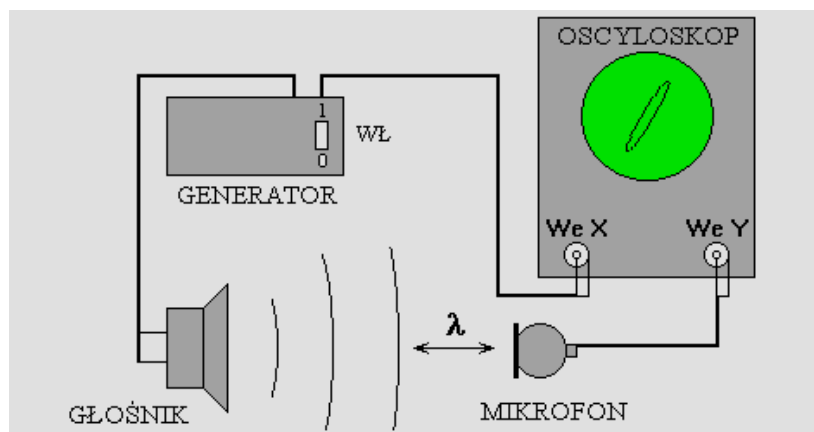 OSCYLOSKOP
1
WŁ
0
GENERATOR
We X We Y
λ
GŁOŚNIK
MIKROFON